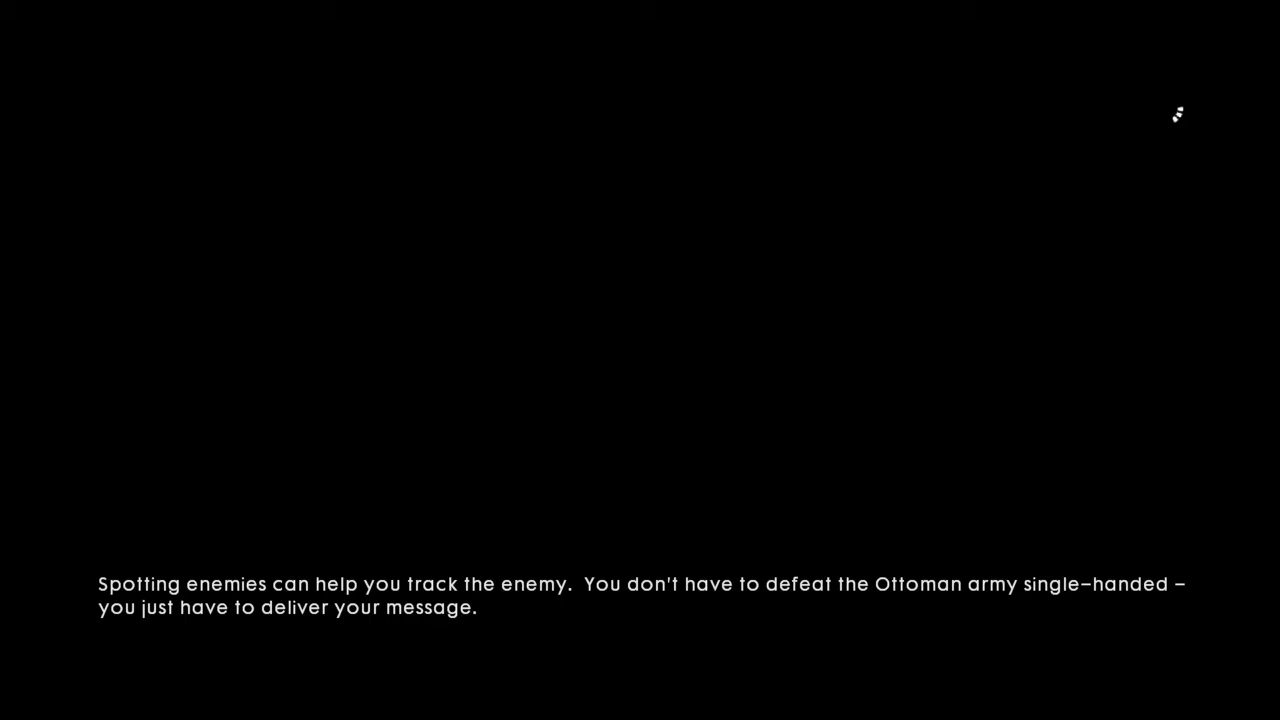 Spotting enemies can help you track the enemy.  You don't have to defeat the Ottoman army single-handed -
you just have to deliver your message.